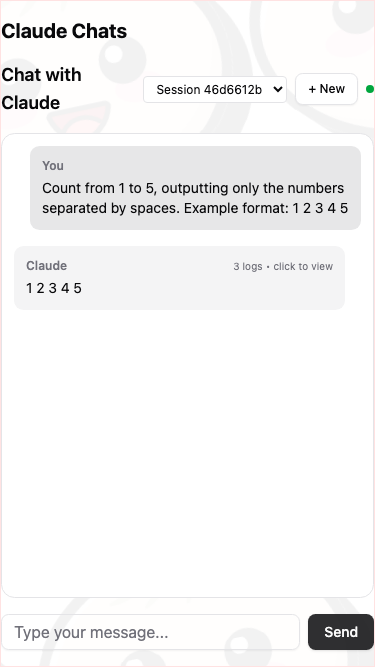 Claude Chats
Chat with
Claude
Session 46d6612b
+ New
You
Count from 1 to 5, outputting only the numbers
separated by spaces. Example format: 1 2 3 4 5
Claude
3 logs • click to view
1 2 3 4 5
Type your message...
Send